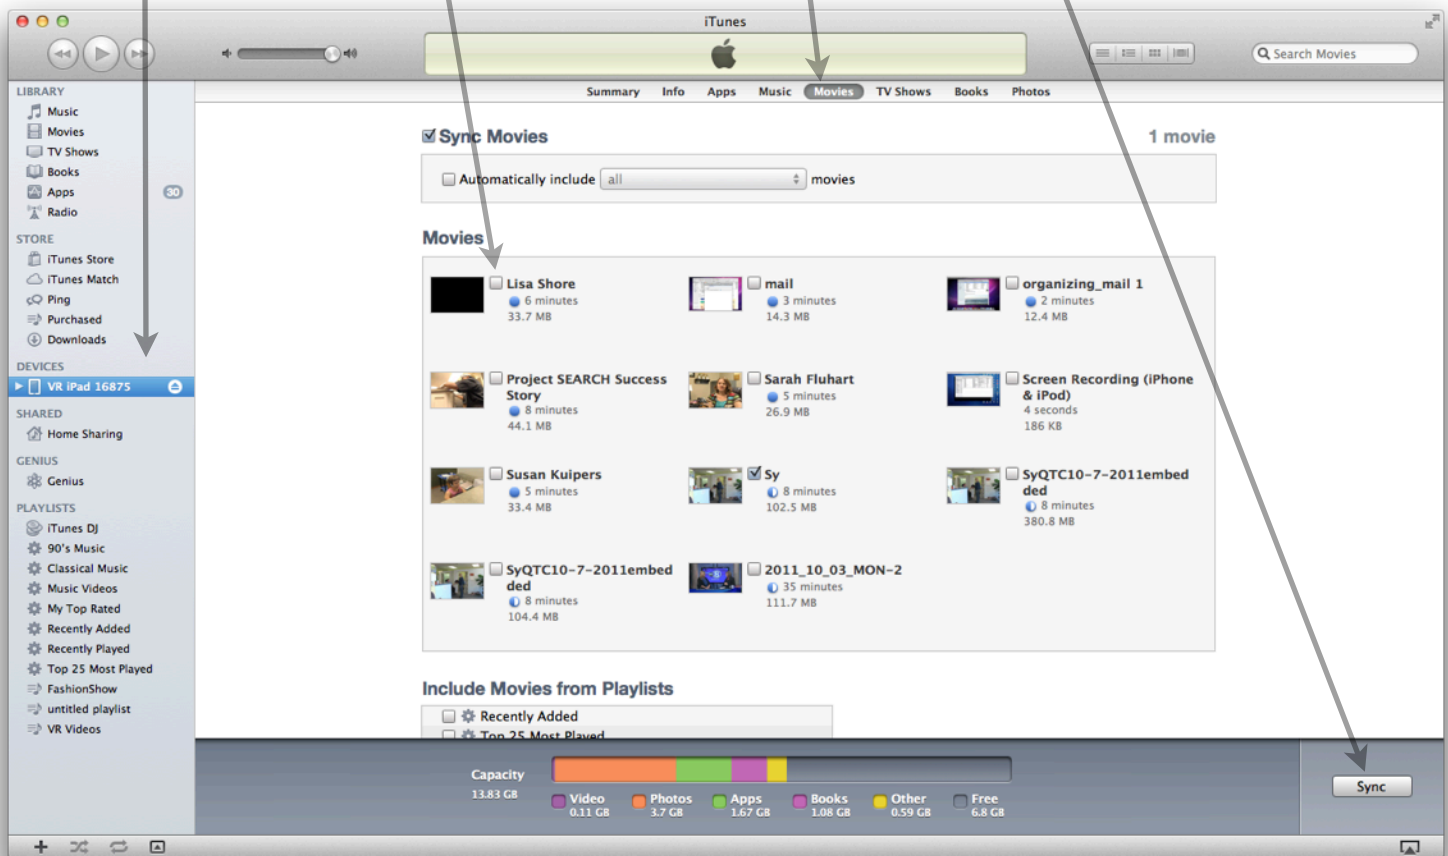 iTunes
Search Movies
LIBRARY
Music
Movies
TV Shows
Books
Apps 30
Radio
STORE
iTunes Store
iTunes Match
Ping
Purchased
Downloads
DEVICES
VR iPad 16875
SHARED
Home Sharing
GENIUS
Genius
PLAYLISTS
iTunes DJ
90's Music
Classical Music
Music Videos
My Top Rated
Recently Added
Recently Played
Top 25 Most Played
FashionShow
untitled playlist
VR Videos
Summary Info Apps Music Movies TV Shows Books Photos
Sync Movies 1 movie
Automatically include all movies
Movies
Lisa Shore
6 minutes
33.7 MB
mail
3 minutes
14.3 MB
organizing_mail 1
2 minutes
12.4 MB
Project SEARCH Success
Story
8 minutes
44.1 MB
Sarah Fluhart
5 minutes
26.9 MB
Screen Recording (iPhone
& iPod)
4 seconds
186 KB
Susan Kuipers
5 minutes
33.4 MB
Sy
8 minutes
102.5 MB
SyQTC10-7-2011embed
ded
8 minutes
380.8 MB
SyQTC10-7-2011embed
ded
8 minutes
104.4 MB
2011_10_03_MON-2
35 minutes
111.7 MB
Include Movies from Playlists
Recently Added
Top 25 Most Played
Capacity
13.83 GB
Video
0.11 GB
Photos
3.7 GB
Apps
1.67 GB
Books
1.08 GB
Other
0.59 GB
Free
6.8 GB
Sync